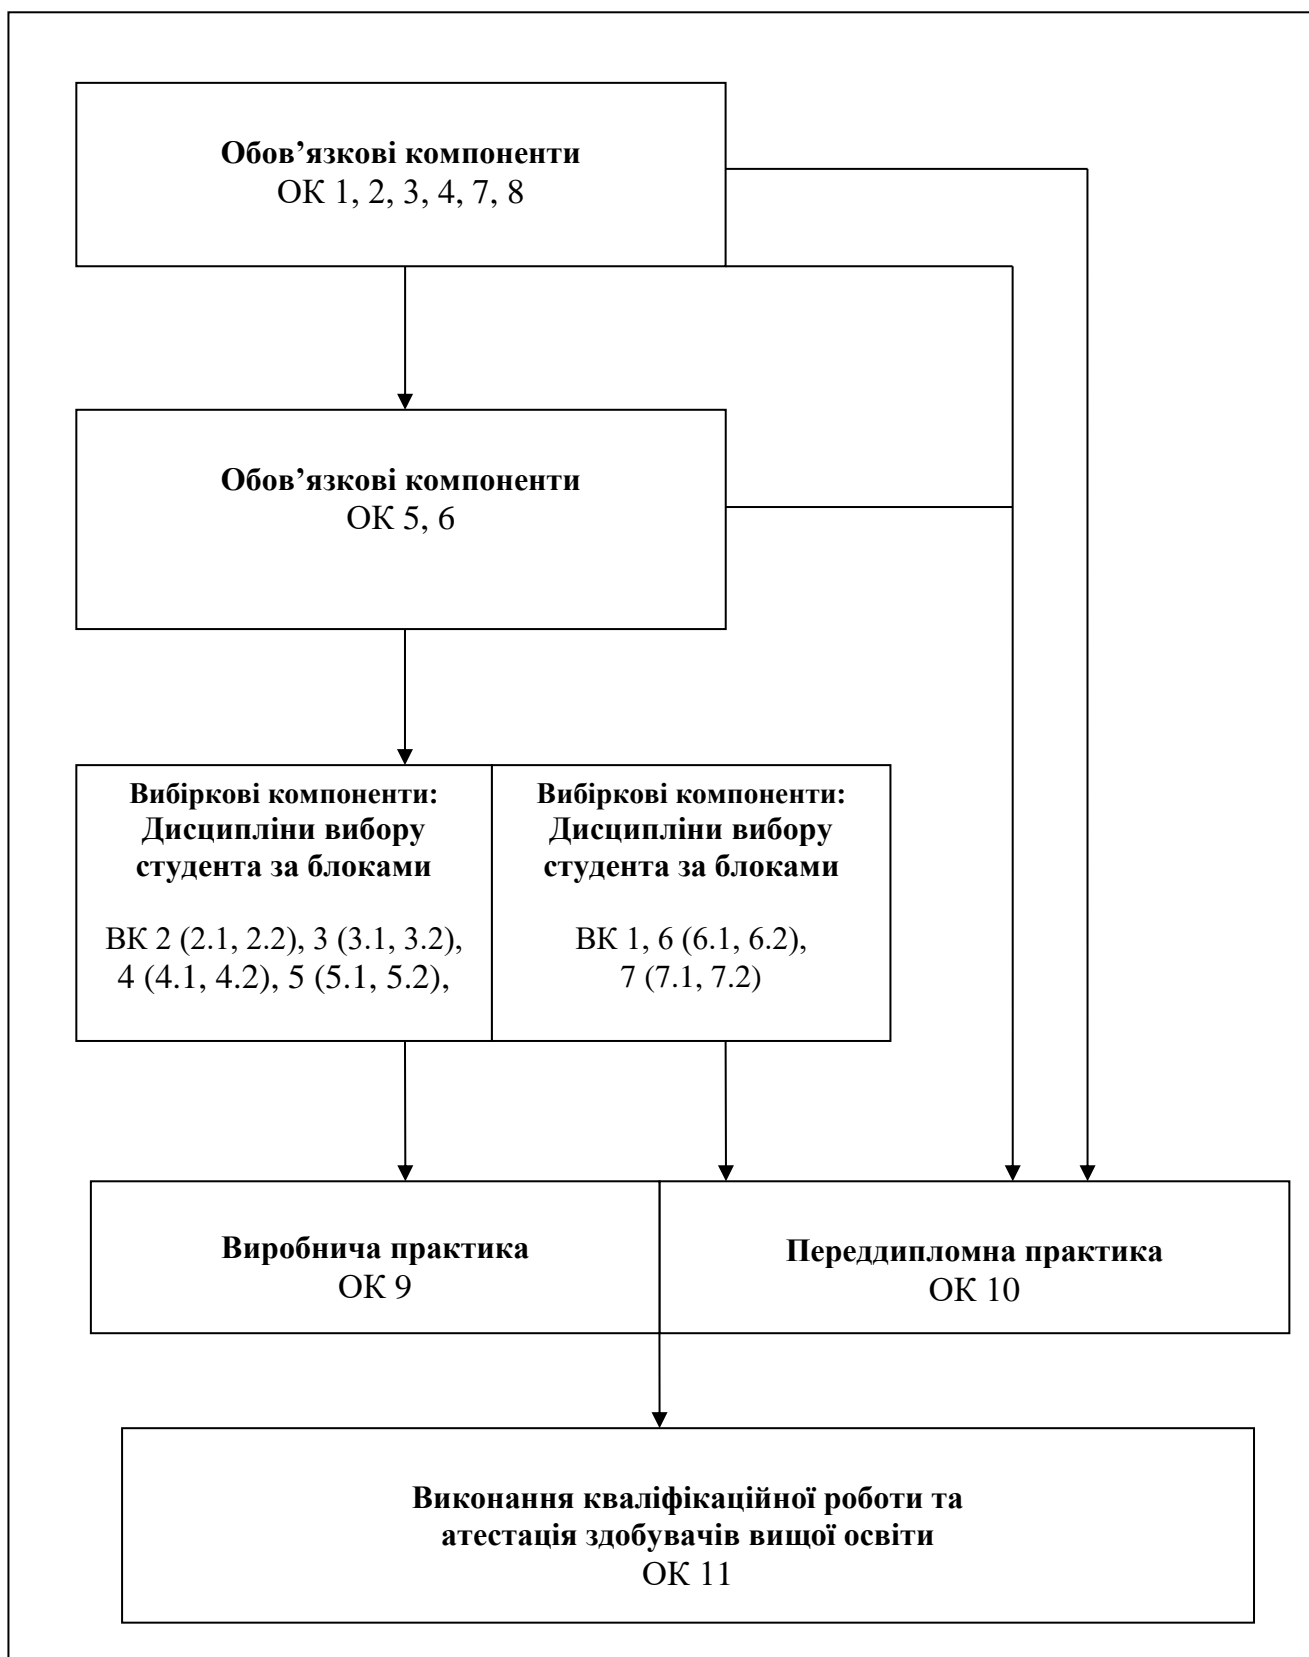 Обов’язкові компоненти
ОК 1, 2, 3, 4, 7, 8
Обов’язкові компоненти
ОК 5, 6
Вибіркові компоненти:
Дисципліни вибору
студента за блоками
ВК 2 (2.1, 2.2), 3 (3.1, 3.2),
4 (4.1, 4.2), 5 (5.1, 5.2),
Вибіркові компоненти:
Дисципліни вибору
студента за блоками
ВК 1, 6 (6.1, 6.2),
7 (7.1, 7.2)
Виробнича практика
ОК 9
Переддипломна практика
ОК 10
Виконання кваліфікаційної роботи та
атестація здобувачів вищої освіти
ОК 11